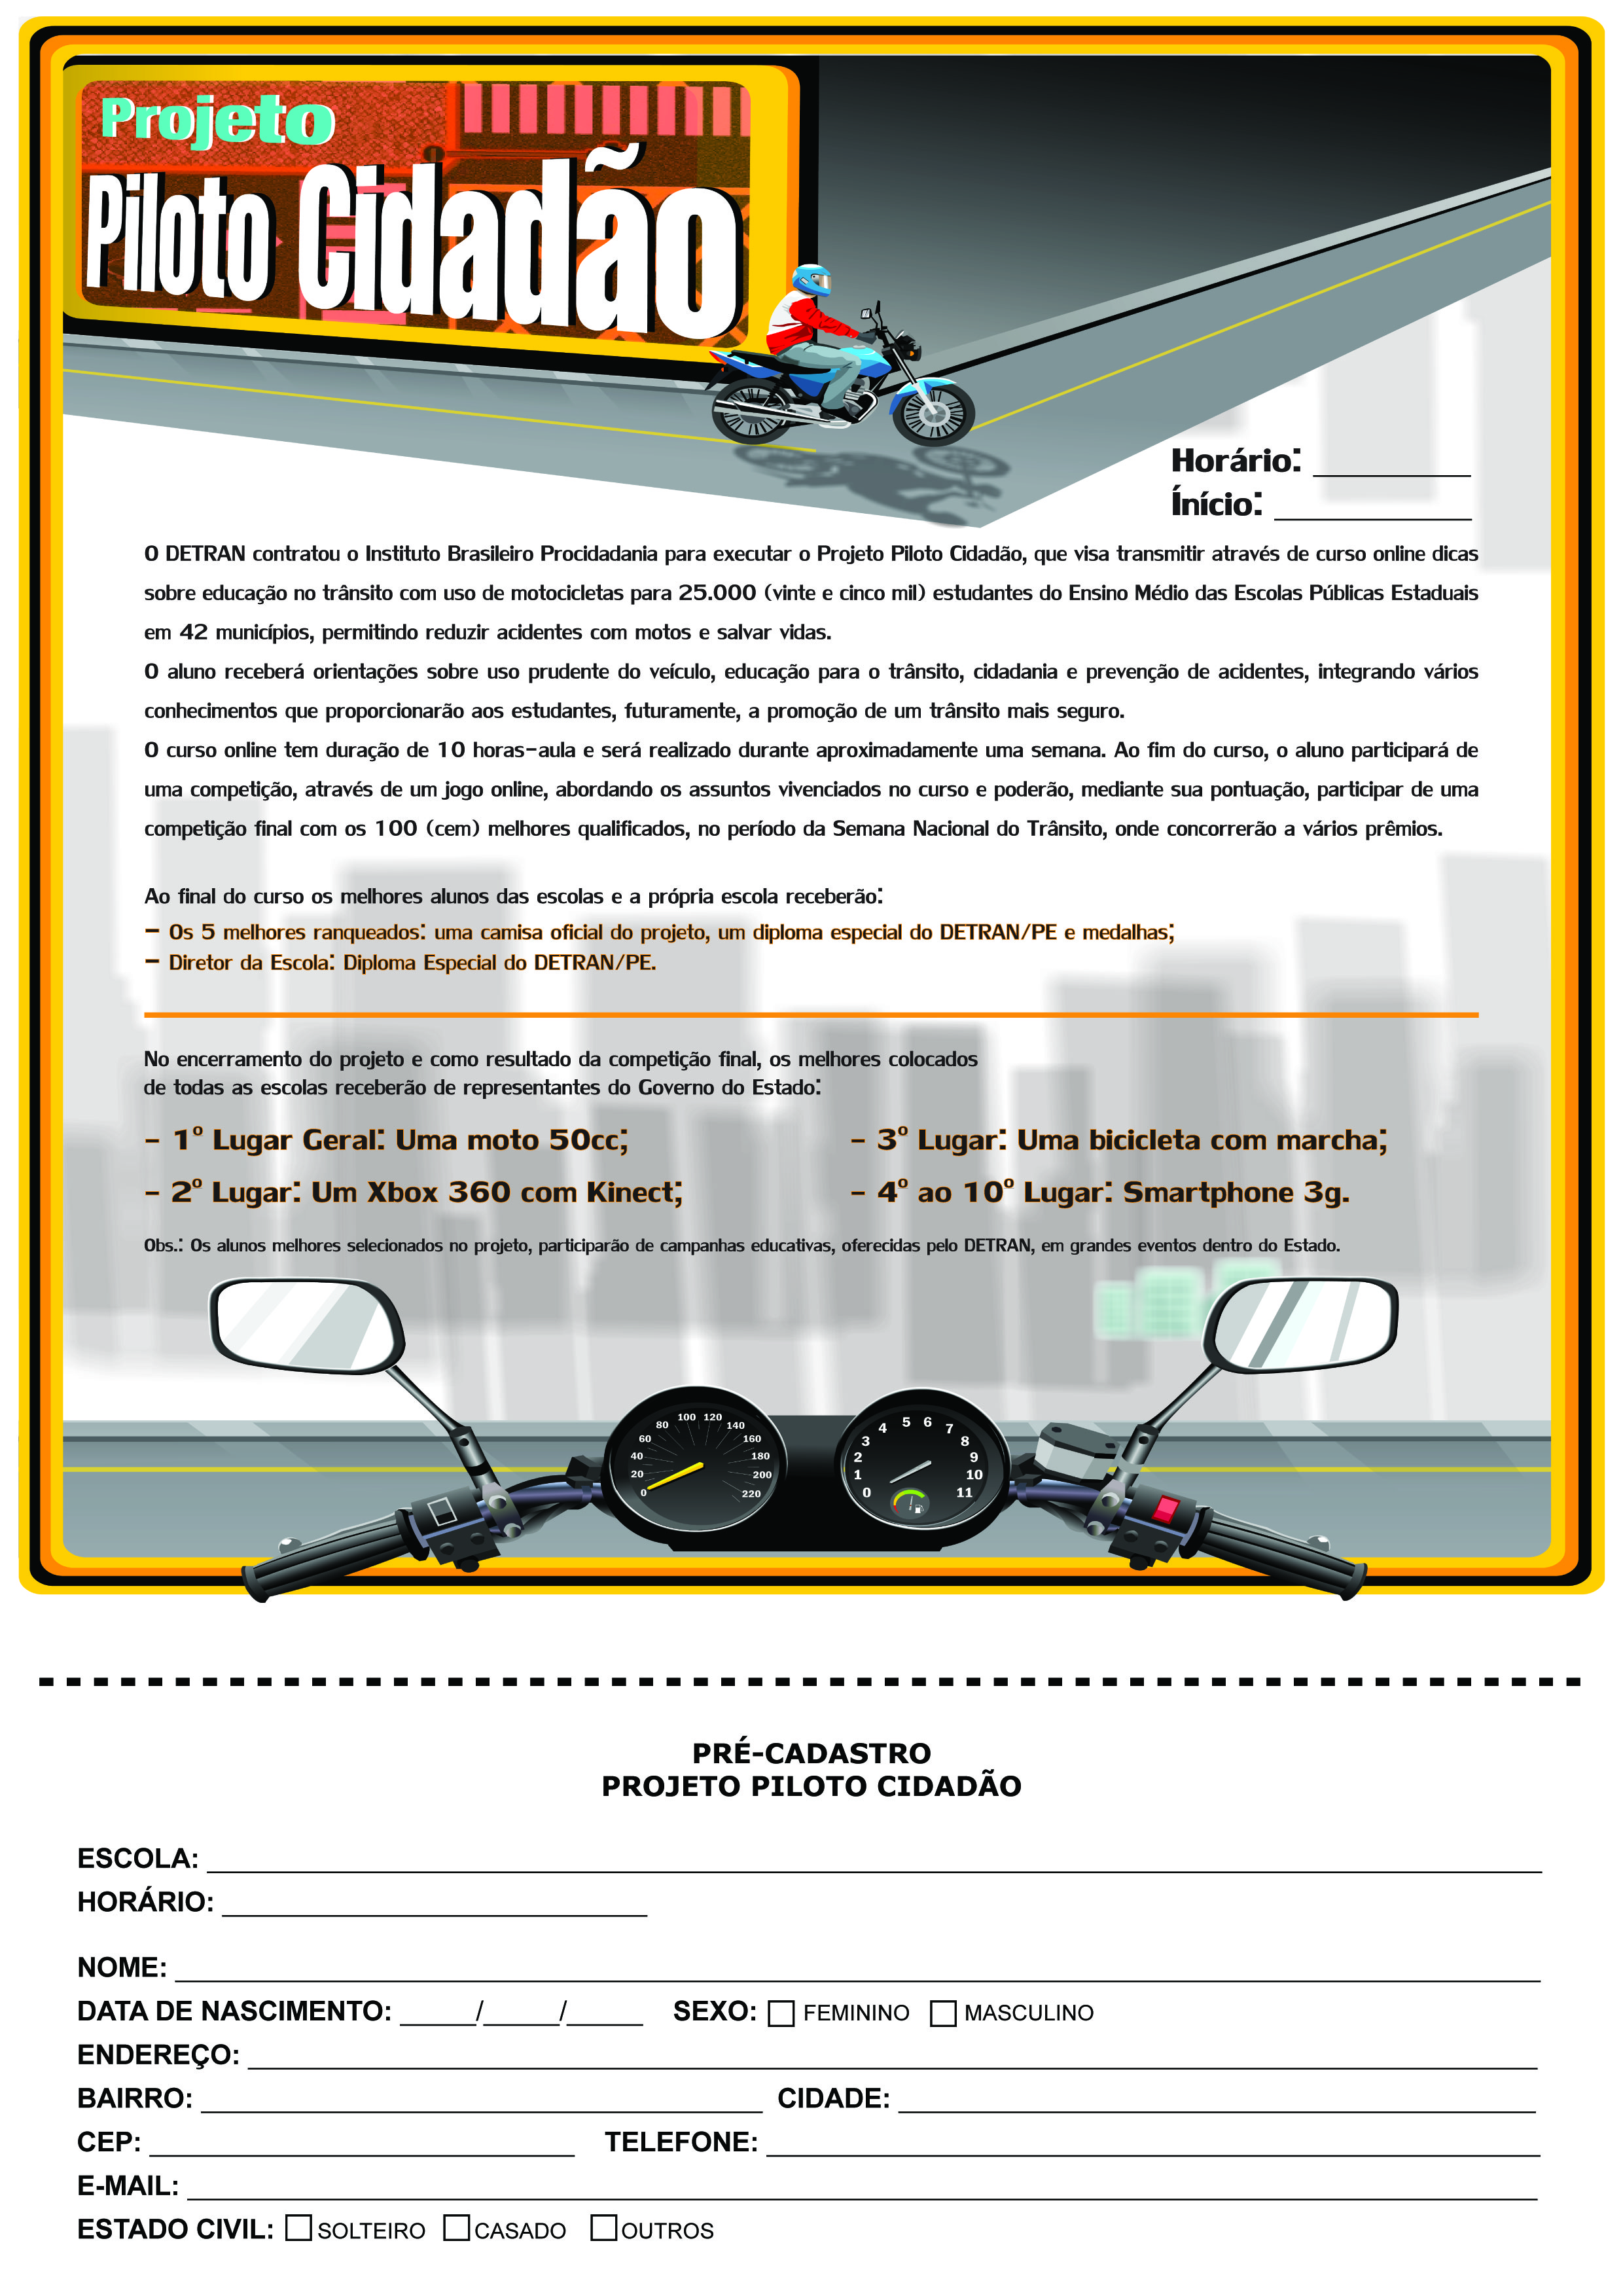 Projeto
Piloto Cidadão
Horário: ____________
Início: _______________
O DETRAN contratou o Instituto Brasileiro Procidadania para executar o Projeto Piloto Cidadão, que visa transmitir através de curso online dicas
sobre educação no trânsito com uso de motocicletas para 25.000 (vinte e cinco mil) estudantes do Ensino Médio das Escolas Públicas Estaduais
em 42 municípios, permitindo reduzir acidentes com motos e salvar vidas.
O aluno receberá orientações sobre uso prudente do veículo, educação para o trânsito, cidadania e prevenção de acidentes, integrando vários
conhecimentos que proporcionarão aos estudantes, futuramente, a promoção de um trânsito mais seguro.
O curso online tem duração de 10 horas-aula e será realizado durante aproximadamente uma semana. Ao fim do curso, o aluno participará de
uma competição, através de um jogo online, abordando os assuntos vivenciados no curso e poderão, mediante sua pontuação, participar de uma
competição final com os 100 (cem) melhores qualificados, no período da Semana Nacional do Trânsito, onde concorrerão a vários prêmios.
Ao final do curso os melhores alunos das escolas e a própria escola receberão:
- Os 5 melhores ranqueados: uma camisa oficial do projeto, um diploma especial do DETRAN/PE e medalhas;
- Diretor da Escola: Diploma Especial do DETRAN/PE.
No encerramento do projeto e como resultado da competição final, os melhores colocados
de todas as escolas receberão de representantes do Governo do Estado:
- 1º Lugar Geral: Uma moto 50cc;
- 2º Lugar: Um Xbox 360 com Kinect;
- 3º Lugar: Uma bicicleta com marcha;
- 4º ao 10º Lugar: Smartphone 3g.
Obs.: Os alunos melhores selecionados no projeto, participarão de campanhas educativas, oferecidas pelo DETRAN, em grandes eventos dentro do Estado.
0 20 40 60 80 100 120 140 160 180 200 220
0 1 2 3 4 5 6 7 8 9 10 11
PRÉ-CADASTRO
PROJETO PILOTO CIDADÃO
ESCOLA: ____________
HORÁRIO: ____________
NOME: ____________
DATA DE NASCIMENTO: _____/_____/_____ SEXO: FEMININO MASCULINO
ENDEREÇO: ____________
BAIRRO: ____________ CIDADE: ____________
CEP: ____________ TELEFONE: ____________
E-MAIL: ____________
ESTADO CIVIL: SOLTEIRO CASADO OUTROS